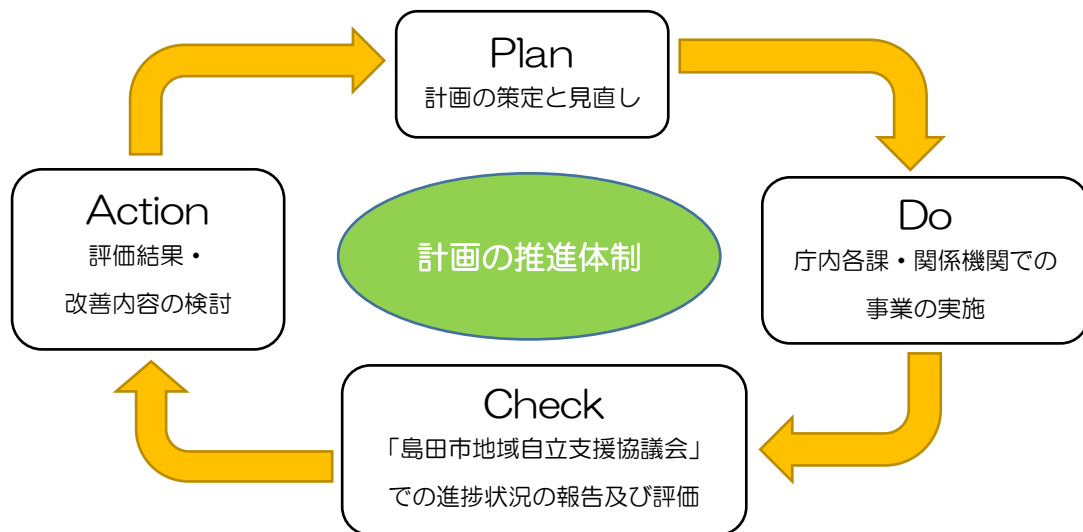 Plan
計画の策定と見直し
Action
評価結果・
改善内容の検討
計画の推進体制
Do
庁内各課・関係機関での
事業の実施
Check
「島田市地域自立支援協議会」
での進捗状況の報告及び評価